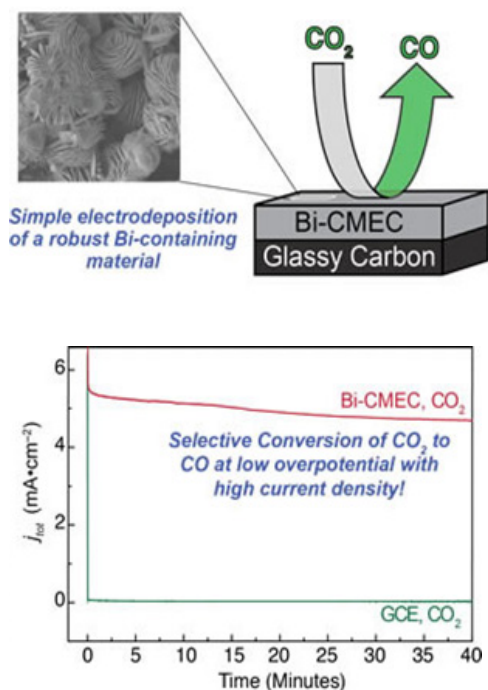 CO₂
CO
Simple electrodeposition
of a robust Bi-containing
material
Bi-CMEC
Glassy Carbon
6
4
2
0
j_tot (mA•cm⁻²)
Bi-CMEC, CO₂
Selective Conversion of CO₂ to
CO at low overpotential with
high current density!
GCE, CO₂
0 5 10 15 20 25 30 35 40
Time (Minutes)